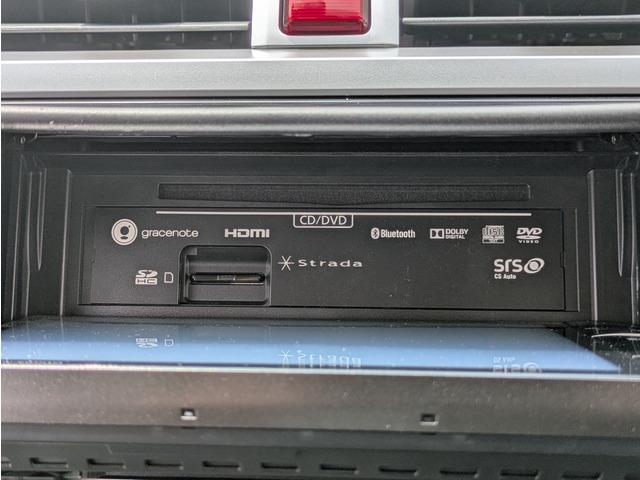 CD/DVD
gracenote
HDMI
Bluetooth
DOLBY
DIGITAL
DVD
VIDEO
SD
HC
Strada
SRS
CS Auto